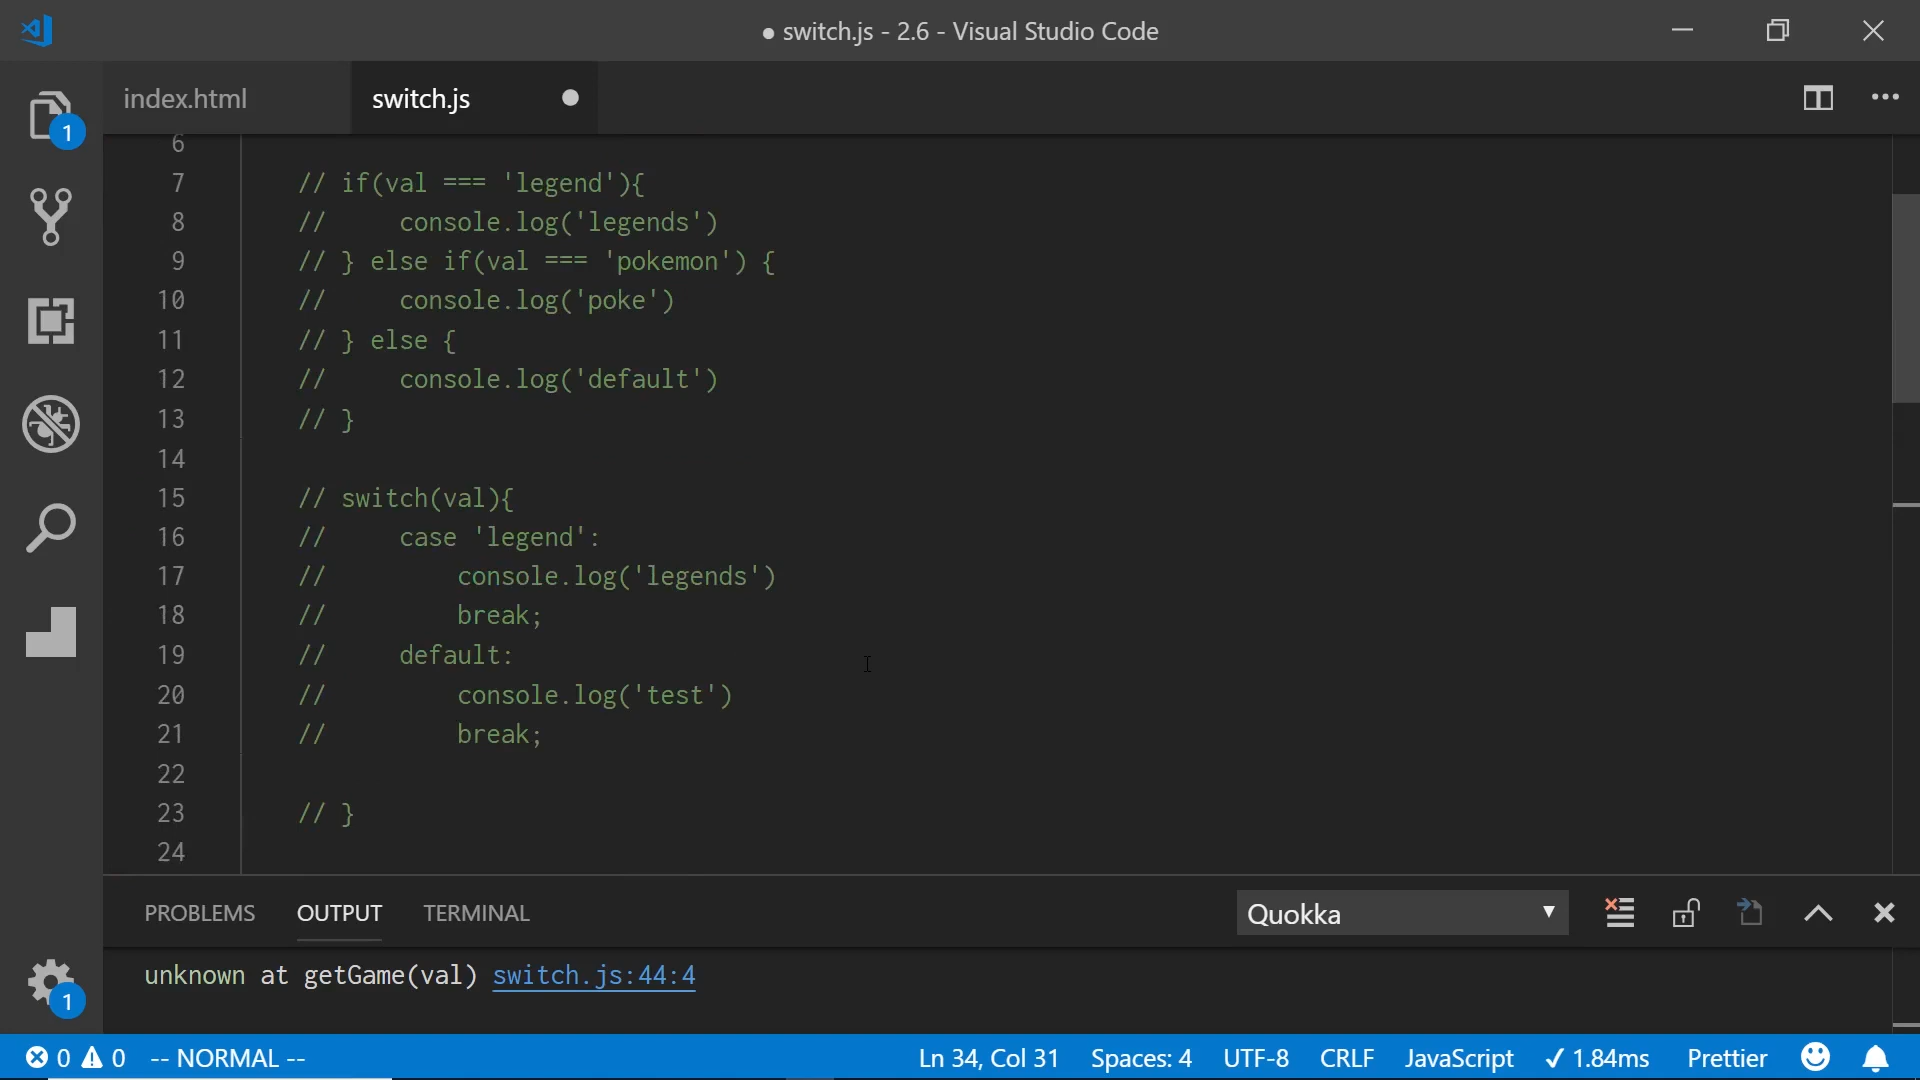 ● switch.js - 2.6 - Visual Studio Code
index.html
switch.js
1
6
7 // if(val === 'legend'){
8 //     console.log('legends')
9 // } else if(val === 'pokemon') {
10 //     console.log('poke')
11 // } else {
12 //     console.log('default')
13 // }
14
15 // switch(val){
16 //     case 'legend':
17 //         console.log('legends')
18 //         break;
19 //     default:
20 //         console.log('test')
21 //         break;
22
23 // }
24
PROBLEMS OUTPUT TERMINAL Quokka
unknown at getGame(val) switch.js:44:4
1
0 0 -- NORMAL -- Ln 34, Col 31 Spaces: 4 UTF-8 CRLF JavaScript ✓ 1.84ms Prettier